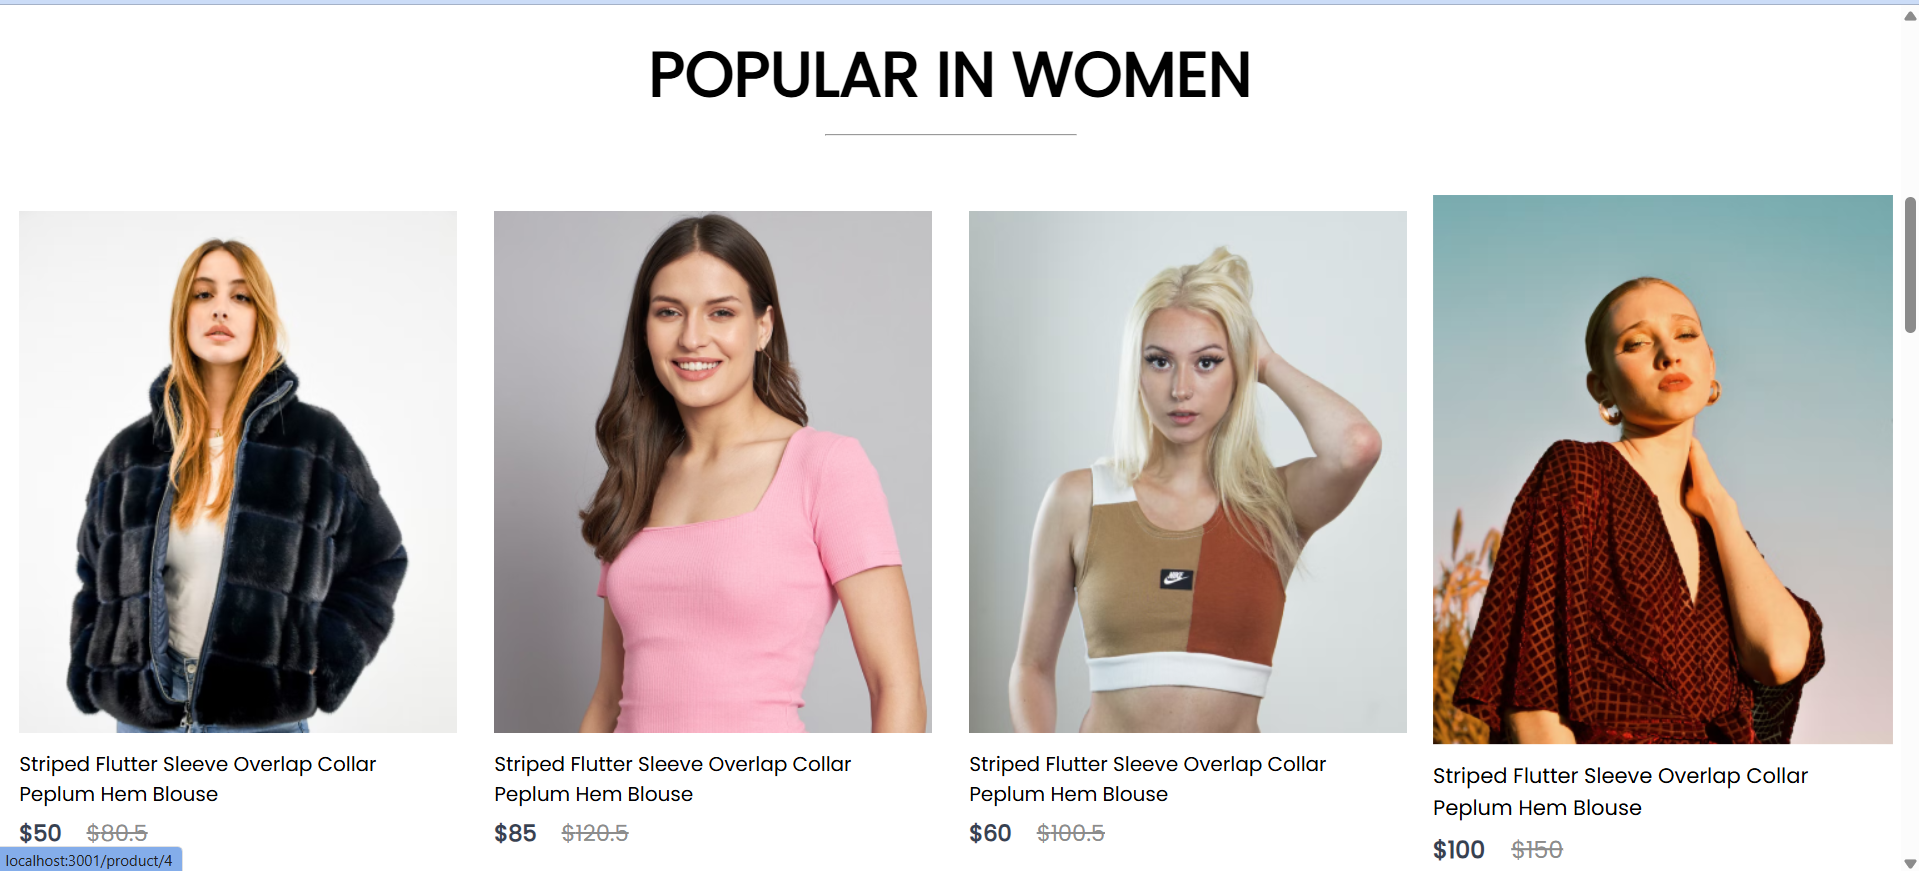 POPULAR IN WOMEN
NIKE
Striped Flutter Sleeve Overlap Collar
Peplum Hem Blouse
$50 $80.5
Striped Flutter Sleeve Overlap Collar
Peplum Hem Blouse
$85 $120.5
Striped Flutter Sleeve Overlap Collar
Peplum Hem Blouse
$60 $100.5
Striped Flutter Sleeve Overlap Collar
Peplum Hem Blouse
$100 $150
localhost:3001/product/4